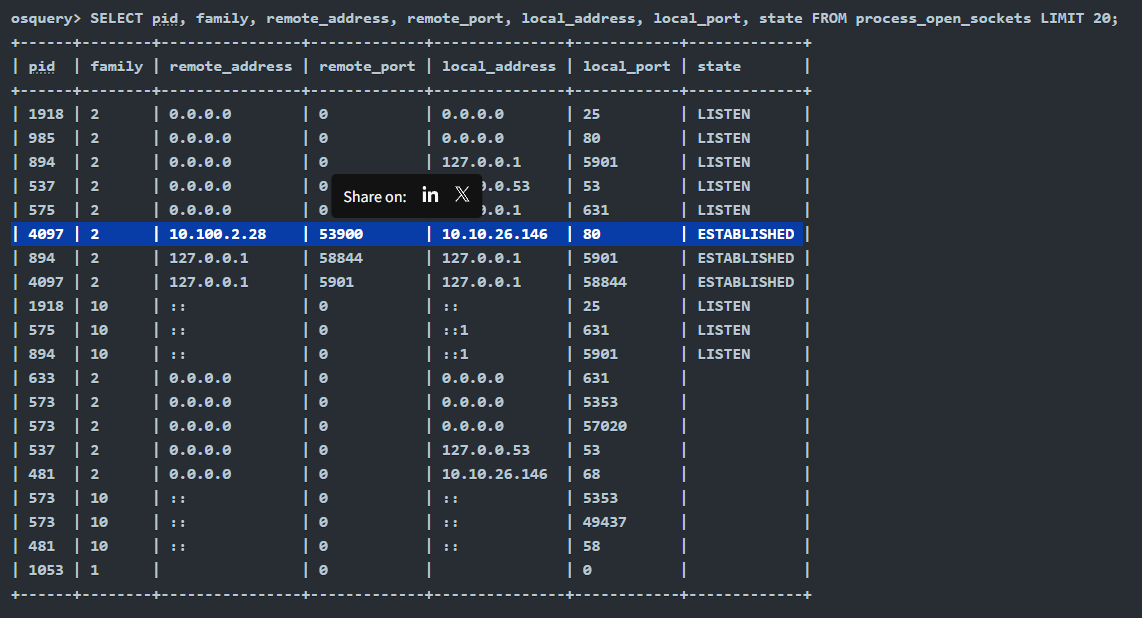 osquery> SELECT pid, family, remote_address, remote_port, local_address, local_port, state FROM process_open_sockets LIMIT 20;
+------+--------+----------------+-------------+---------------+------------+-------------+
| pid  | family | remote_address | remote_port | local_address | local_port | state       |
+------+--------+----------------+-------------+---------------+------------+-------------+
| 1918 | 2      | 0.0.0.0        | 0           | 0.0.0.0       | 25         | LISTEN      |
| 985  | 2      | 0.0.0.0        | 0           | 0.0.0.0       | 80         | LISTEN      |
| 894  | 2      | 0.0.0.0        | 0           | 127.0.0.1     | 5901       | LISTEN      |
| 537  | 2      | 0.0.0.0        | 0 .0.53     | 53         | LISTEN      |
Share on: in X
| 575  | 2      | 0.0.0.0        | 0 .0.1      | 631        | LISTEN      |
| 4097 | 2      | 10.100.2.28    | 53900       | 10.10.26.146  | 80         | ESTABLISHED |
| 894  | 2      | 127.0.0.1      | 58844       | 127.0.0.1     | 5901       | ESTABLISHED |
| 4097 | 2      | 127.0.0.1      | 5901        | 127.0.0.1     | 58844      | ESTABLISHED |
| 1918 | 10     | ::             | 0           | ::            | 25         | LISTEN      |
| 575  | 10     | ::             | 0           | ::1           | 631        | LISTEN      |
| 894  | 10     | ::             | 0           | ::1           | 5901       | LISTEN      |
| 633  | 2      | 0.0.0.0        | 0           | 0.0.0.0       | 631        |             |
| 573  | 2      | 0.0.0.0        | 0           | 0.0.0.0       | 5353       |             |
| 573  | 2      | 0.0.0.0        | 0           | 0.0.0.0       | 57020      |             |
| 537  | 2      | 0.0.0.0        | 0           | 127.0.0.53    | 53         |             |
| 481  | 2      | 0.0.0.0        | 0           | 10.10.26.146  | 68         |             |
| 573  | 10     | ::             | 0           | ::            | 5353       |             |
| 573  | 10     | ::             | 0           | ::            | 49437      |             |
| 481  | 10     | ::             | 0           | ::            | 58         |             |
| 1053 | 1      |                | 0           |               | 0          |             |
+------+--------+----------------+-------------+---------------+------------+-------------+